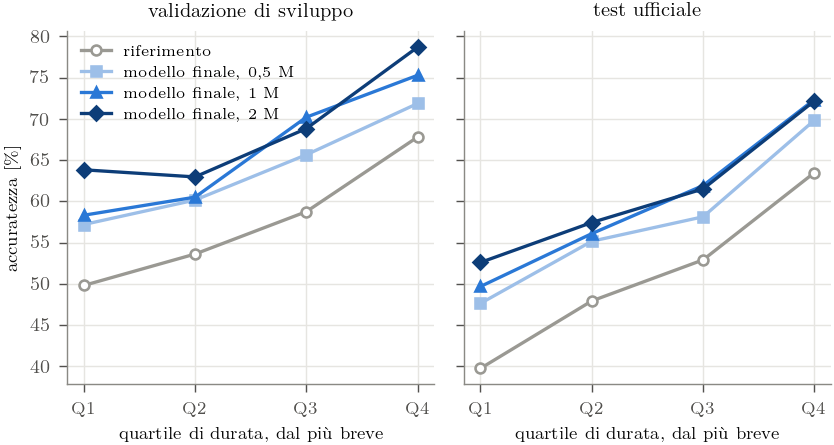 validazione di sviluppo
test ufficiale
riferimento
modello finale, 0,5 M
modello finale, 1 M
modello finale, 2 M
accuratezza [%]
80
75
70
65
60
55
50
45
40
Q1 Q2 Q3 Q4
Q1 Q2 Q3 Q4
quartile di durata, dal più breve
quartile di durata, dal più breve